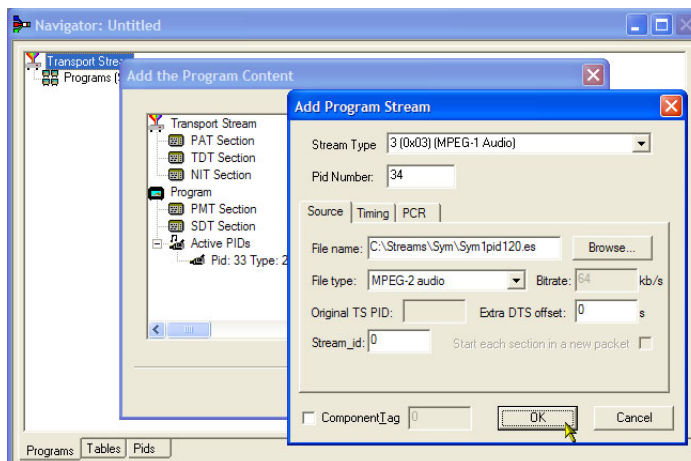 Navigator: Untitled
Transport Stre
Programs (
Add the Program Content
Transport Stream
PAT Section
TDT Section
NIT Section
Program
PMT Section
SDT Section
Active PIDs
Pid: 33 Type: 2
Add Program Stream
Stream Type 3 (0x03) (MPEG-1 Audio)
Pid Number: 34
Source Timing PCR
File name: C:\Streams\Sym\Sym1pid120.es Browse...
File type: MPEG-2 audio Bitrate: 64 kb/s
Original TS PID: Extra DTS offset: 0 s
Stream_id: 0 Start each section in a new packet
ComponentTag 0 OK Cancel
Programs Tables Pids